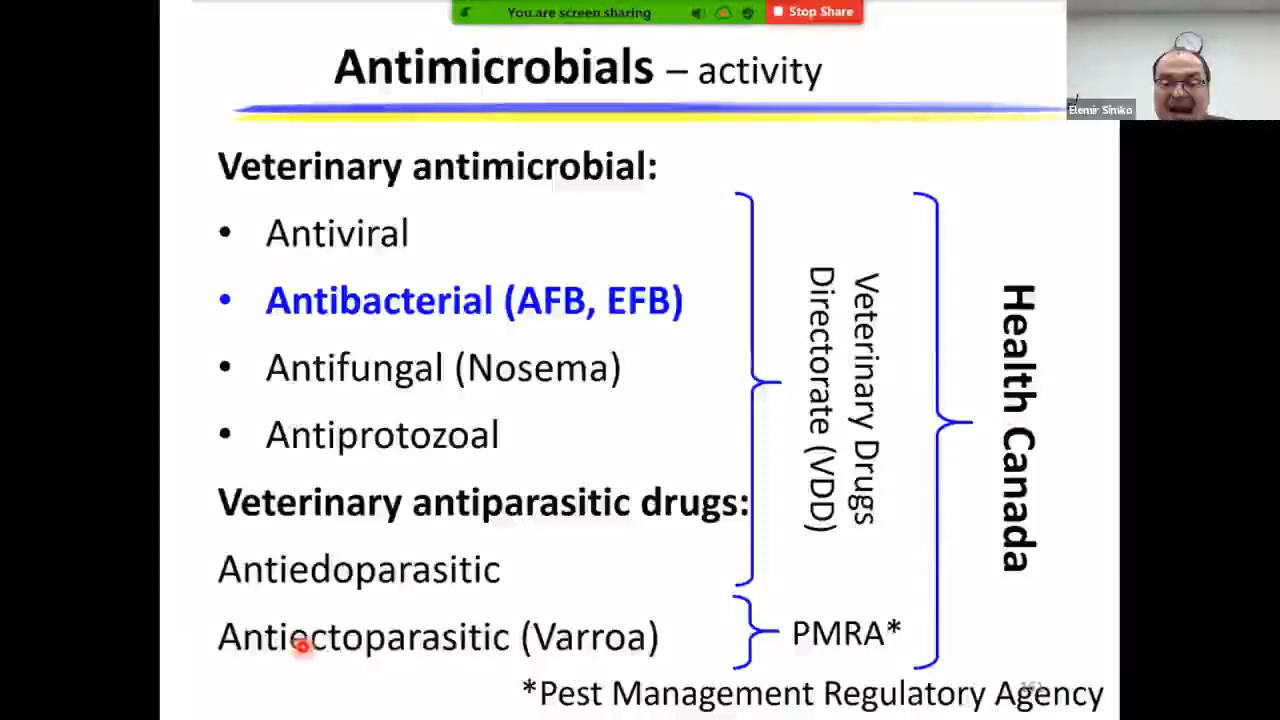 You are screen sharing
Stop Share
Elemir Simko
Antimicrobials – activity
Veterinary antimicrobial:
• Antiviral
• Antibacterial (AFB, EFB)
• Antifungal (Nosema)
• Antiprotozoal
Veterinary antiparasitic drugs:
Antiedoparasitic
Antiectoparasitic (Varroa)
Veterinary Drugs
Directorate (VDD)
PMRA*
Health Canada
*Pest Management Regulatory Agency